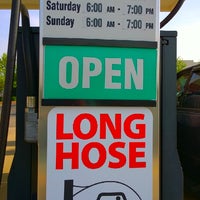 Saturday 6:00 AM - 7:00 PM
Sunday 6:00 AM - 7:00 PM
OPEN
LONG
HOSE